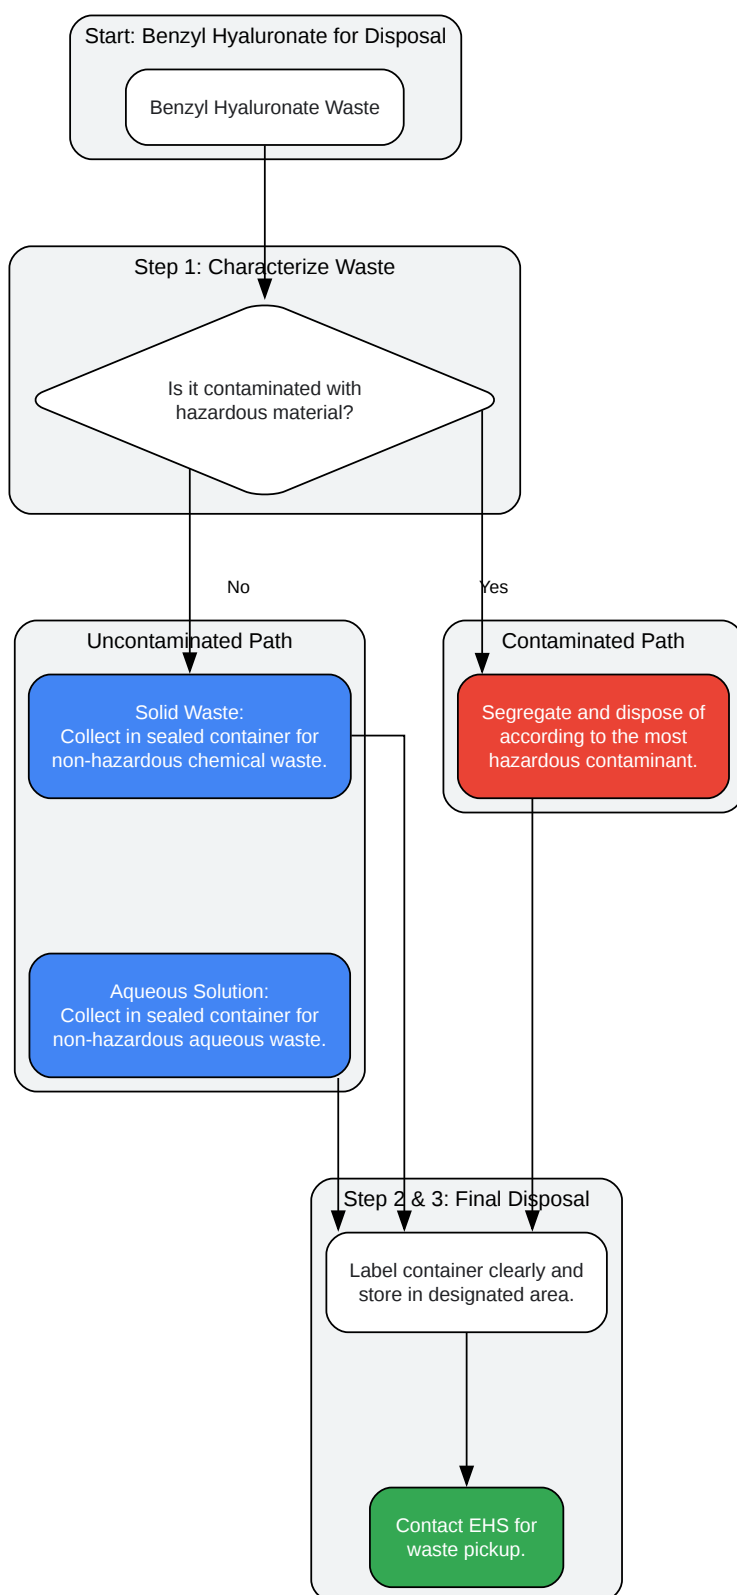 Start: Benzyl Hyaluronate for Disposal
Benzyl Hyaluronate Waste
Step 1: Characterize Waste
Is it contaminated with
hazardous material?
No
Yes
Uncontaminated Path
Solid Waste:
Collect in sealed container for
non-hazardous chemical waste.
Aqueous Solution:
Collect in sealed container for
non-hazardous aqueous waste.
Contaminated Path
Segregate and dispose of
according to the most
hazardous contaminant.
Step 2 & 3: Final Disposal
Label container clearly and
store in designated area.
Contact EHS for
waste pickup.